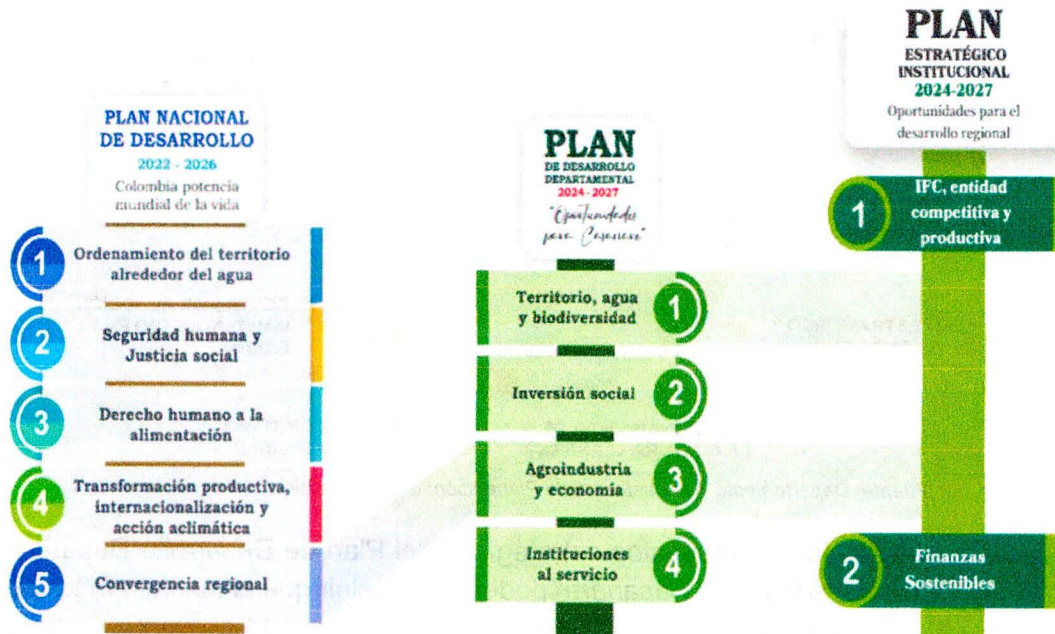 PLAN NACIONAL
DE DESARROLLO
2022 - 2026
Colombia potencia
mundial de la vida
1
Ordenamiento del territorio
alrededor del agua
2
Seguridad humana y
Justicia social
3
Derecho humano a la
alimentación
4
Transformación productiva,
internacionalización y
acción aclimática
5
Convergencia regional
PLAN
DE DESARROLLO
DEPARTAMENTAL
2024 - 2027
"Oportunidades
para Casanare"
Territorio, agua
y biodiversidad
1
Inversión social
2
Agroindustria
y economía
3
Instituciones
al servicio
4
PLAN
ESTRATÉGICO
INSTITUCIONAL
2024-2027
Oportunidades para el
desarrollo regional
1
IFC, entidad
competitiva y
productiva
2
Finanzas
Sostenibles